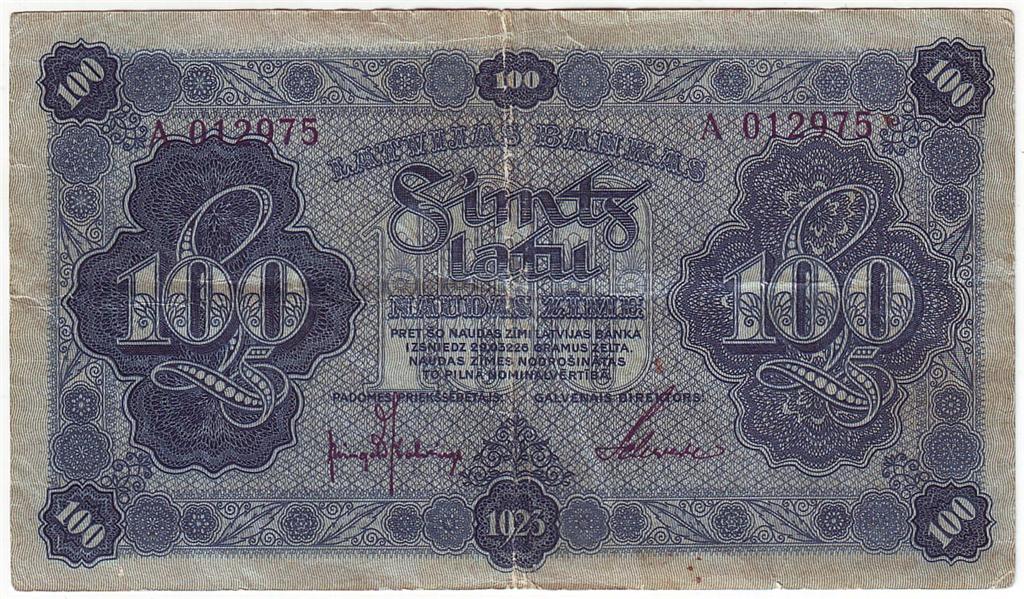 100 100 100
A 012975 A 012975
LATVIJAS BANKAS
Simts
latu
NAUDAS ZĪME
100 100
PRET ŠO NAUDAS ZĪMI LATVIJAS BANKA
IZSNIEDZ 29,03226 GRAMUS ZELTA.
NAUDAS ZĪMES NODROŠINĀTAS
TO PILNĀ NOMINĀLVĒRTĪBĀ.
PADOMES PRIEKŠSĒDĒTĀJS: GALVENAIS DIREKTORS:
100 1923 100